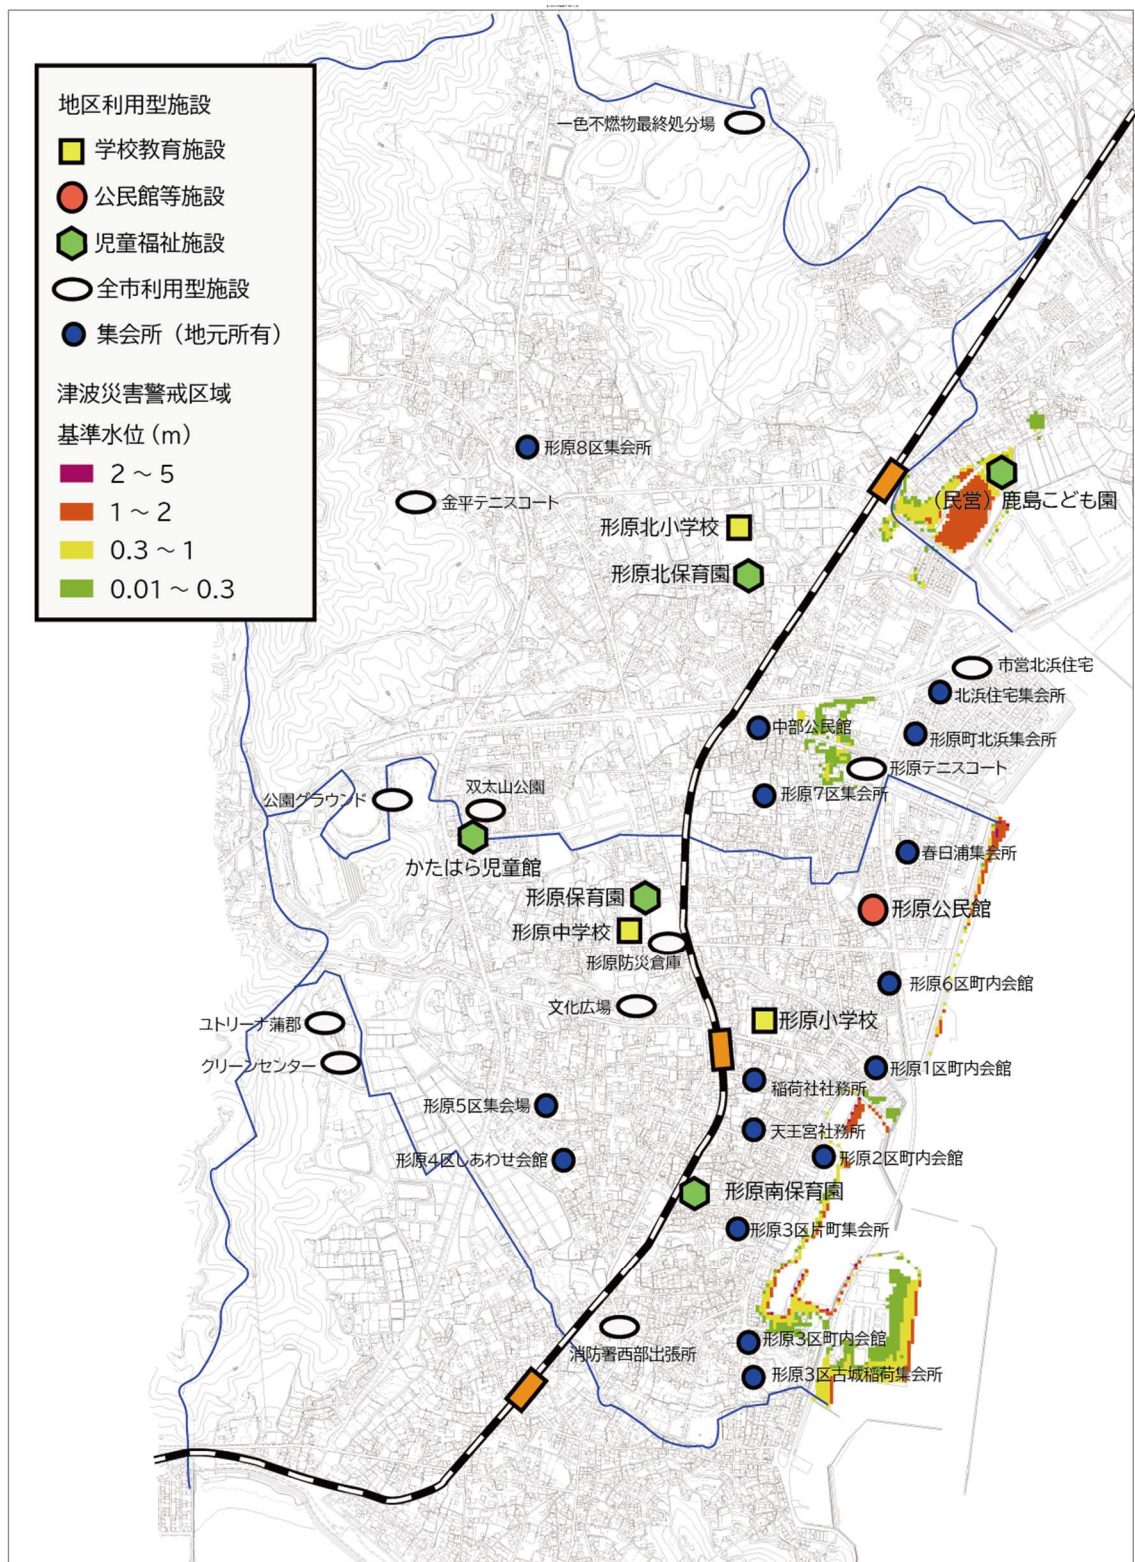 地区利用型施設
学校教育施設
公民館等施設
児童福祉施設
全市利用型施設
集会所（地元所有）
津波災害警戒区域
基準水位（m）
2～5
1～2
0.3～1
0.01～0.3
一色不燃物最終処分場
形原8区集会所
金平テニスコート
（民営）鹿島こども園
形原北小学校
形原北保育園
市営北浜住宅
北浜住宅集会所
中部公民館
形原町北浜集会所
形原テニスコート
双太山公園
公園グラウンド
形原7区集会所
春日浦集会所
かたはら児童館
形原保育園
形原公民館
形原中学校
形原防災倉庫
形原6区町内会館
文化広場
形原小学校
ユトリーナ蒲郡
クリーンセンター
形原1区町内会館
稲荷社社務所
形原5区集会場
天王宮社務所
形原4区しあわせ会館
形原2区町内会館
形原南保育園
形原3区片町集会所
形原3区町内会館
消防署西部出張所
形原3区古城稲荷集会所